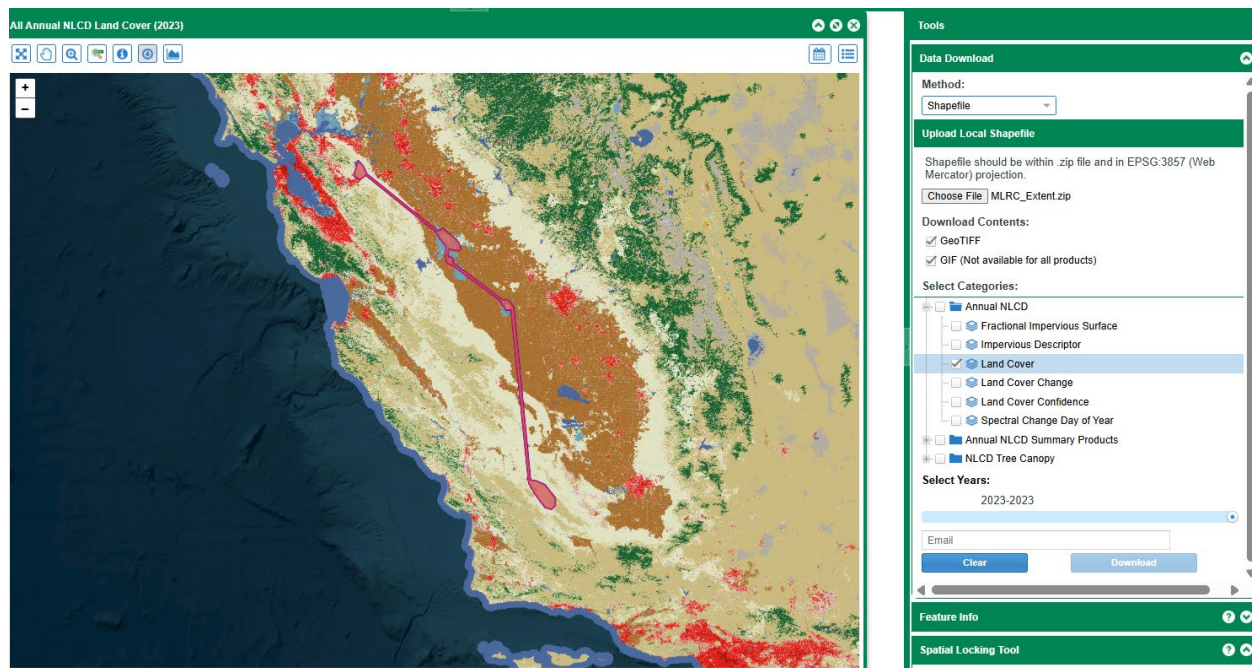 All Annual NLCD Land Cover (2023)
+
−
Tools
Data Download
Method:
Shapefile
Upload Local Shapefile
Shapefile should be within .zip file and in EPSG:3857 (Web
Mercator) projection.
Choose File MLRC_Extent.zip
Download Contents:
GeoTIFF
GIF (Not available for all products)
Select Categories:
Annual NLCD
Fractional Impervious Surface
Impervious Descriptor
Land Cover
Land Cover Change
Land Cover Confidence
Spectral Change Day of Year
Annual NLCD Summary Products
NLCD Tree Canopy
Select Years:
2023-2023
Email
Clear Download
Feature Info
Spatial Locking Tool